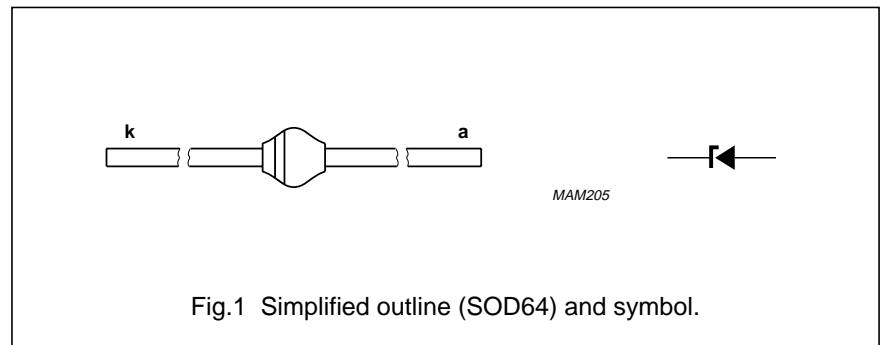 k
a
MAM205
Fig.1 Simplified outline (SOD64) and symbol.